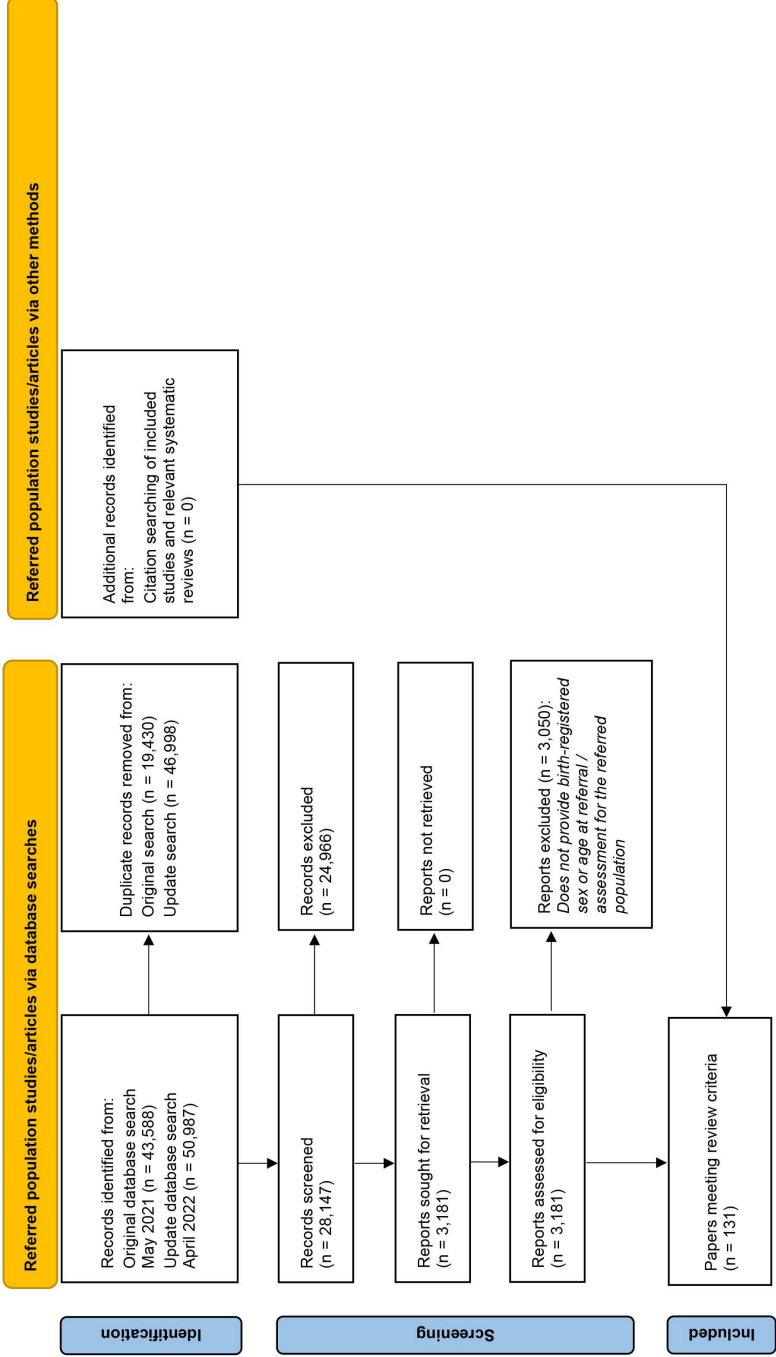 Referred population studies/articles via database searches
Referred population studies/articles via other methods
Identification
Records identified from:
Original database search
May 2021 (n = 43,588)
Update database search
April 2022 (n = 50,987)
Duplicate records removed from:
Original search (n = 19,430)
Update search (n = 46,998)
Additional records identified
from:
Citation searching of included
studies and relevant systematic
reviews (n = 0)
Screening
Records screened
(n = 28,147)
Records excluded
(n = 24,966)
Reports sought for retrieval
(n = 3,181)
Reports not retrieved
(n = 0)
Reports assessed for eligibility
(n = 3,181)
Reports excluded (n = 3,050):
Does not provide birth-registered
sex or age at referral /
assessment for the referred
population
Included
Papers meeting review criteria
(n = 131)